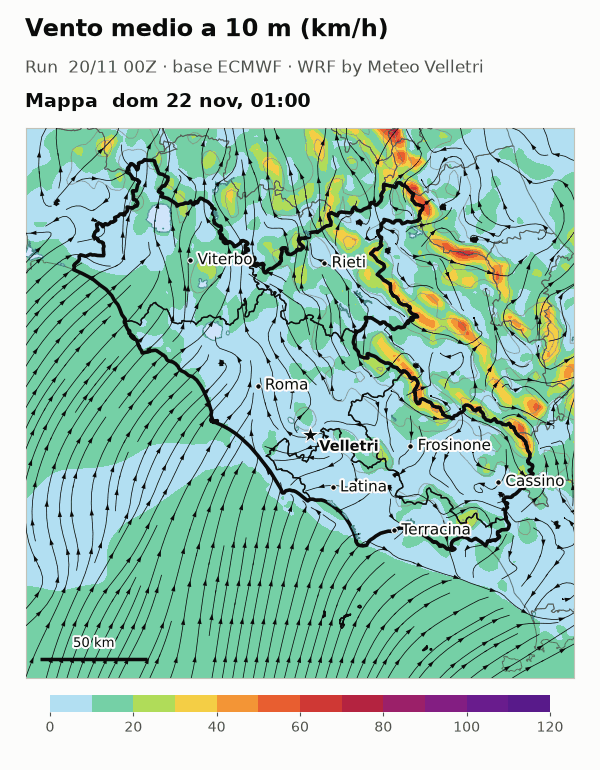 Vento medio a 10 m (km/h)
Run  20/11 00Z · base ECMWF · WRF by Meteo Velletri
Mappa  dom 22 nov, 01:00
Viterbo
Rieti
Roma
Velletri
Frosinone
Cassino
Latina
Terracina
50 km
0 20 40 60 80 100 120